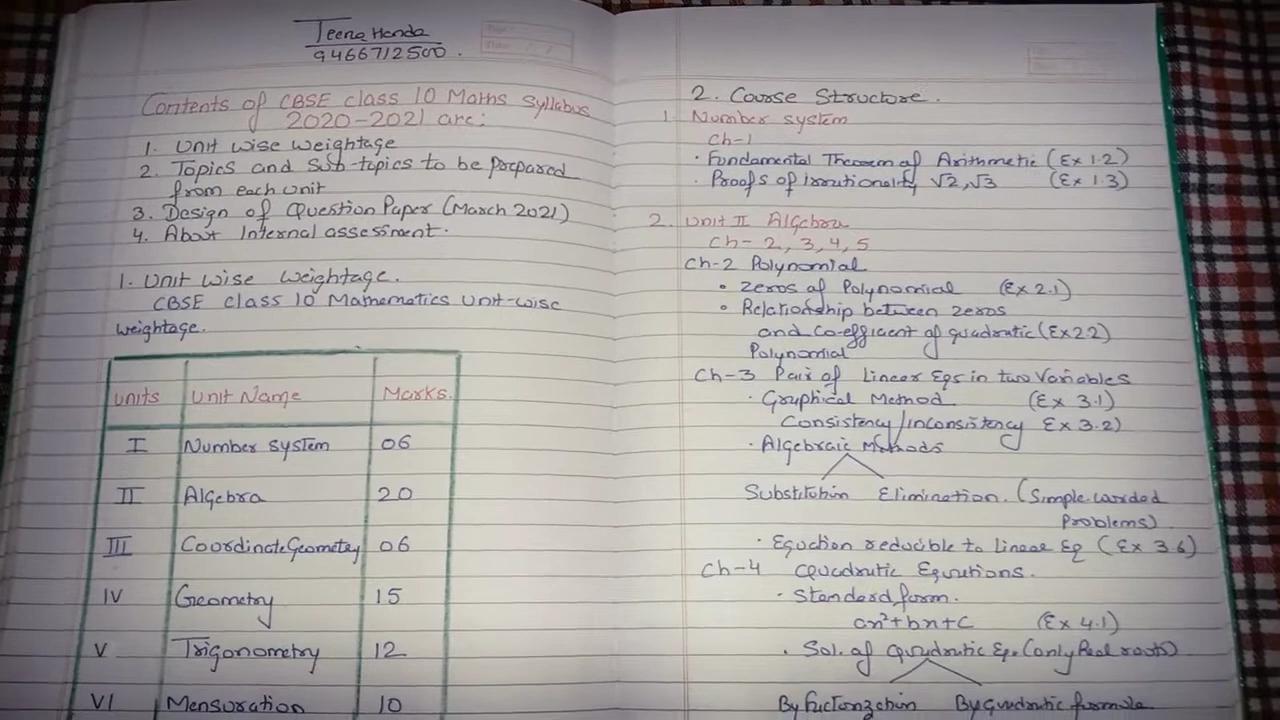 Teena Handa
9466712500.
Contents of CBSE class 10 Maths Syllabus
2020-2021 are:
1. Unit wise weightage
2. Topics and Sub-topics to be prepared
from each unit
3. Design of Question Paper (March 2021)
4. About Internal assessment.
1. Unit wise weightage.
CBSE class 10 Mathematics Unit-wise
weightage.
Units Unit Name Marks.
I Number system 06
II Algebra 20
III Coordinate Geometry 06
IV Geometry 15
V Trigonometry 12
VI Mensuration 10
2. Course Structure.
1. Number system
Ch-1
· Fundamental Theorem of Arithmetic (Ex 1.2)
· Proofs of irrationality √2, √3 (Ex 1.3)
2. Unit II Algebra
Ch- 2, 3, 4, 5
Ch-2 Polynomial
• Zeros of Polynomial (Ex 2.1)
• Relationship between zeros
and co-efficient of quadratic (Ex 2.2)
Polynomial
Ch-3 Pair of Linear Eqs in two Variables
· Graphical Method (Ex 3.1)
Consistency/inconsistency Ex 3.2)
· Algebraic Methods
Substitution Elimination. (Simple
Problems)
· Equation reducible to linear Eq (Ex 3.6)
Ch-4 Quadratic Equations.
· Standard form.
ax²+bx+c (Ex 4.1)
· Sol. of Quadratic Eq. (only Real roots)
By factorization By Quadratic formula